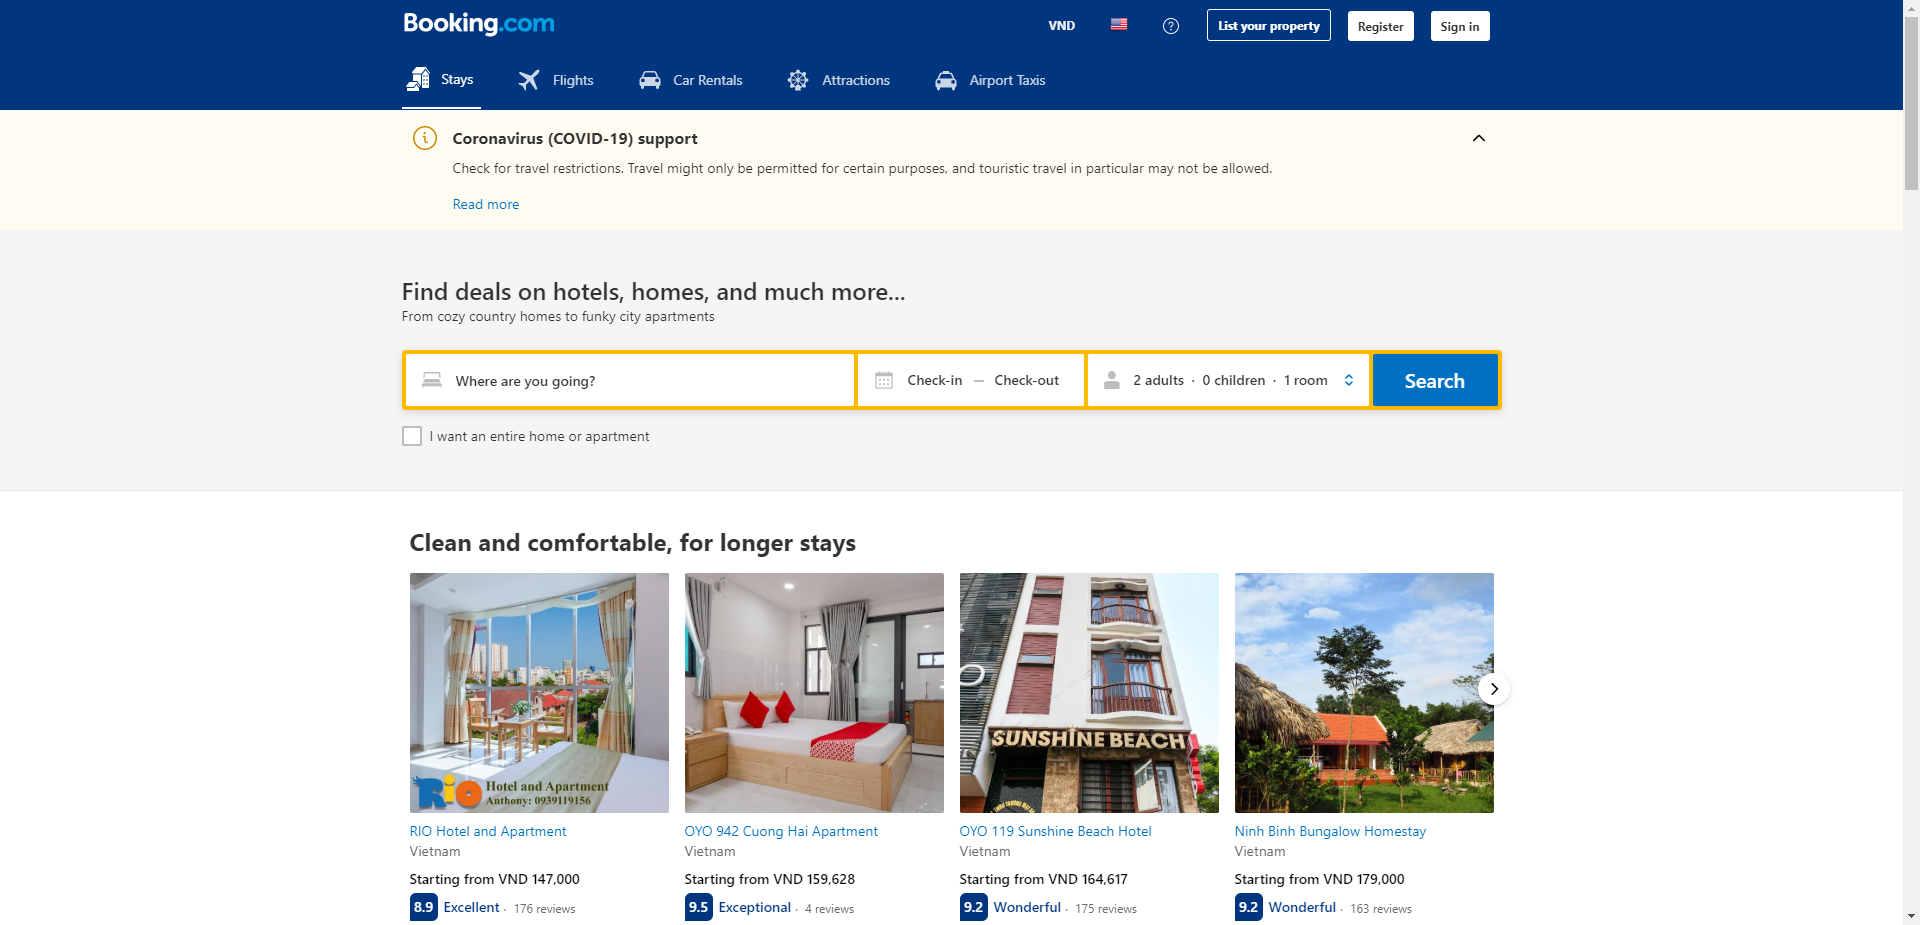 Booking.com
VND
List your property
Register
Sign in
Stays
Flights
Car Rentals
Attractions
Airport Taxis
Coronavirus (COVID-19) support
Check for travel restrictions. Travel might only be permitted for certain purposes, and touristic travel in particular may not be allowed.
Read more
Find deals on hotels, homes, and much more...
From cozy country homes to funky city apartments
Where are you going?
Check-in — Check-out
2 adults · 0 children · 1 room
Search
I want an entire home or apartment
Clean and comfortable, for longer stays
RIO Hotel and Apartment
Anthony: 0939119156
SUNSHINE BEACH
RIO Hotel and Apartment
Vietnam
Starting from VND 147,000
8.9 Excellent · 176 reviews
OYO 942 Cuong Hai Apartment
Vietnam
Starting from VND 159,628
9.5 Exceptional · 4 reviews
OYO 119 Sunshine Beach Hotel
Vietnam
Starting from VND 164,617
9.2 Wonderful · 175 reviews
Ninh Binh Bungalow Homestay
Vietnam
Starting from VND 179,000
9.2 Wonderful · 163 reviews